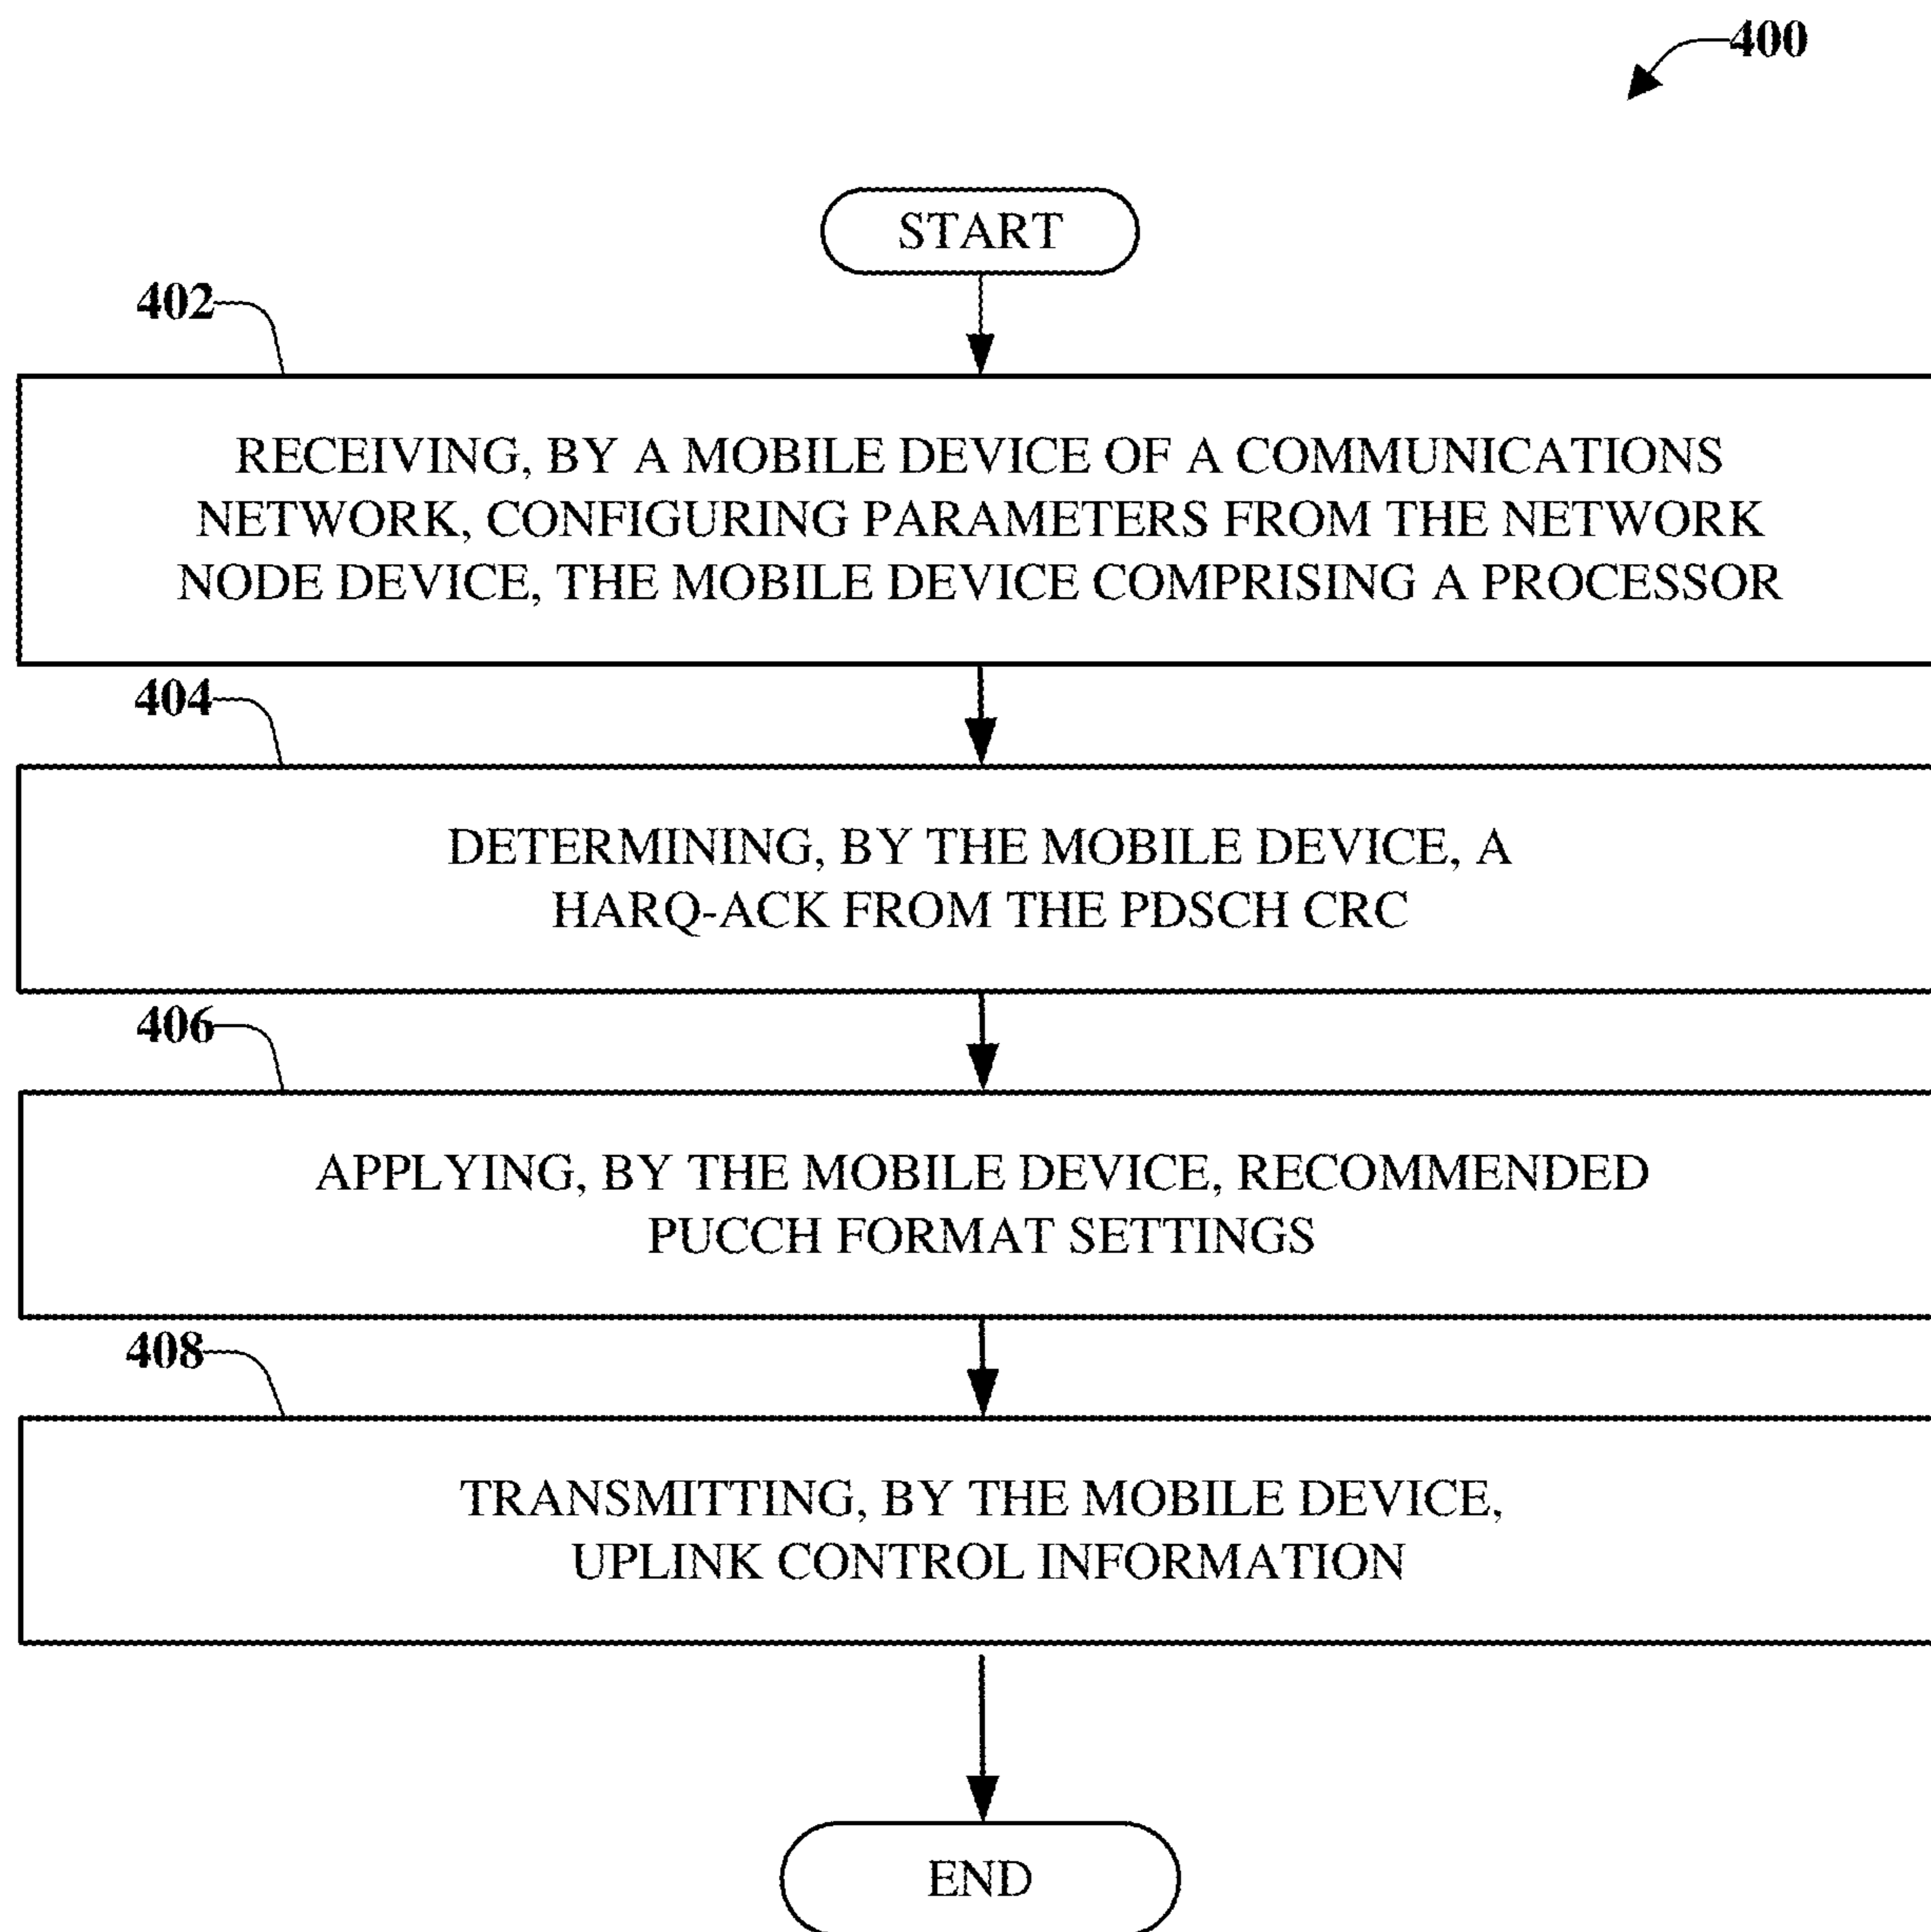 400
START
402
RECEIVING, BY A MOBILE DEVICE OF A COMMUNICATIONS
NETWORK, CONFIGURING PARAMETERS FROM THE NETWORK
NODE DEVICE, THE MOBILE DEVICE COMPRISING A PROCESSOR
404
DETERMINING, BY THE MOBILE DEVICE, A
HARQ-ACK FROM THE PDSCH CRC
406
APPLYING, BY THE MOBILE DEVICE, RECOMMENDED
PUCCH FORMAT SETTINGS
408
TRANSMITTING, BY THE MOBILE DEVICE,
UPLINK CONTROL INFORMATION
END